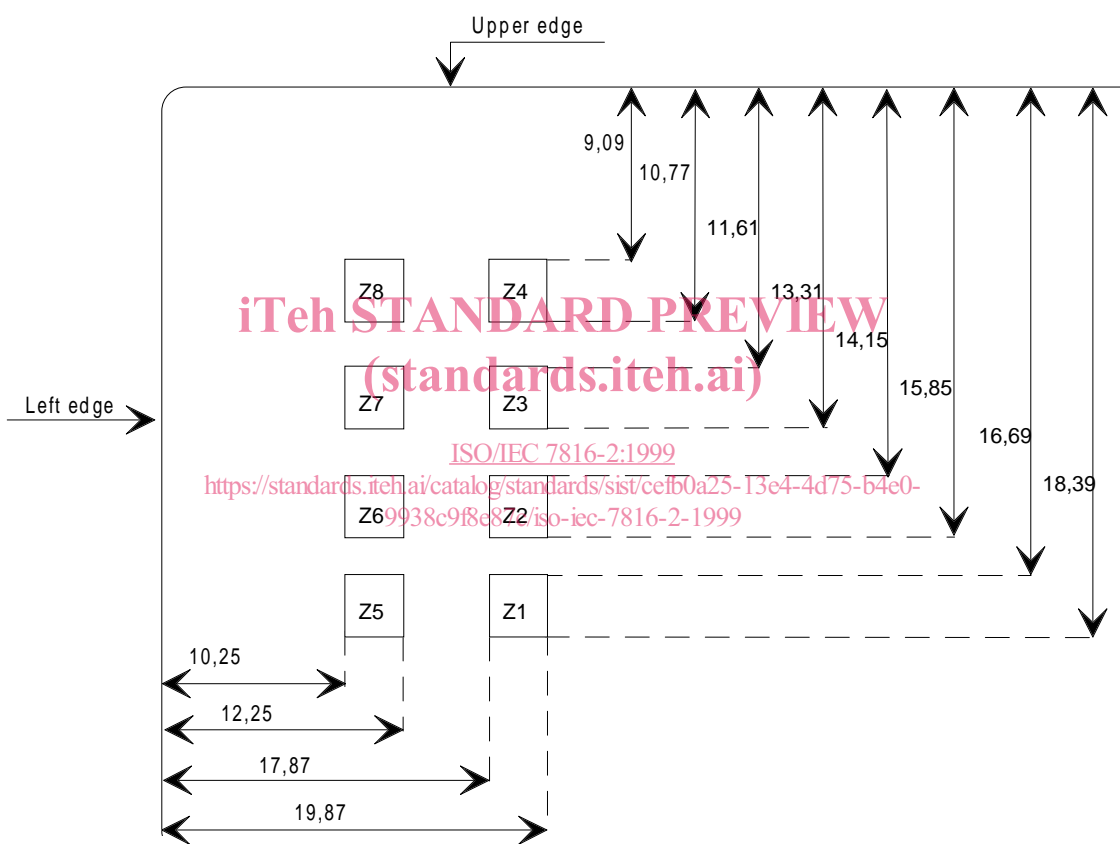 Upper edge
9,09
10,77
11,61
Z8 Z4
13,31
iTeh STANDARD PREVIEW
14,15
(standards.iteh.ai)
15,85
Z7 Z3
Left edge
16,69
ISO/IEC 7816-2:1999
18,39
https://standards.iteh.ai/catalog/standards/sist/cefb0a25-13e4-4d75-b4e0-
Z6 Z2
9938c9f8e87c/iso-iec-7816-2-1999
Z5 Z1
10,25
12,25
17,87
19,87